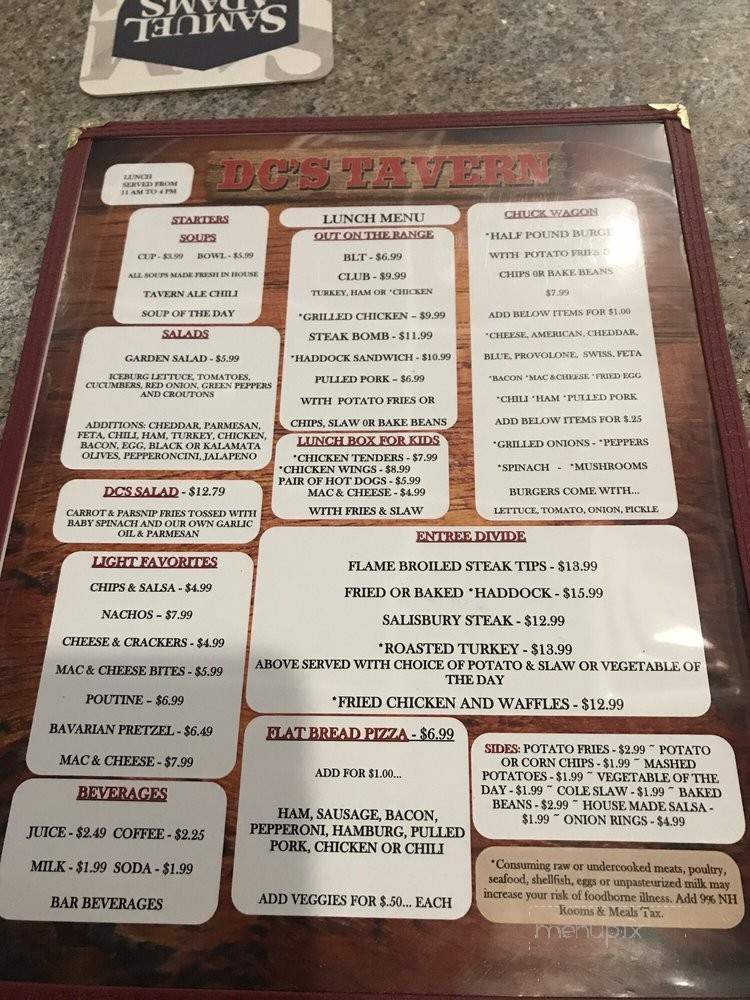 SAMUEL
ADAMS
DC'S TAVERN
LUNCH
SERVED FROM
11 AM TO 4 PM
STARTERS
SOUPS
CUP - $3.99 BOWL - $5.99
ALL SOUPS MADE FRESH IN HOUSE
TAVERN ALE CHILI
SOUP OF THE DAY
SALADS
GARDEN SALAD - $5.99
ICEBURG LETTUCE, TOMATOES,
CUCUMBERS, RED ONION, GREEN PEPPERS
AND CROUTONS
ADDITIONS: CHEDDAR, PARMESAN,
FETA, CHILI, HAM, TURKEY, CHICKEN,
BACON, EGG, BLACK OR KALAMATA
OLIVES, PEPPERONCINI, JALAPENO
DC'S SALAD - $12.79
CARROT & PARSNIP FRIES TOSSED WITH
BABY SPINACH AND OUR OWN GARLIC
OIL & PARMESAN
LIGHT FAVORITES
CHIPS & SALSA - $4.99
NACHOS - $7.99
CHEESE & CRACKERS - $4.99
MAC & CHEESE BITES - $5.99
POUTINE - $6.99
BAVARIAN PRETZEL - $6.49
MAC & CHEESE - $7.99
BEVERAGES
JUICE - $2.49 COFFEE - $2.25
MILK - $1.99 SODA - $1.99
BAR BEVERAGES
LUNCH MENU
OUT ON THE RANGE
BLT - $6.99
CLUB - $9.99
TURKEY, HAM OR *CHICKEN
*GRILLED CHICKEN - $9.99
STEAK BOMB - $11.99
*HADDOCK SANDWICH - $10.99
PULLED PORK - $6.99
WITH POTATO FRIES OR
CHIPS, SLAW 0R BAKE BEANS
LUNCH BOX FOR KIDS
*CHICKEN TENDERS - $7.99
*CHICKEN WINGS - $8.99
PAIR OF HOT DOGS - $5.99
MAC & CHEESE - $4.99
WITH FRIES & SLAW
CHUCK WAGON
*HALF POUND
WITH POTATO FRIES
CHIPS 0R BAKE BEANS
$7.99
ADD BELOW ITEMS FOR $1.00
*CHEESE, AMERICAN, CHEDDAR,
BLUE, PROVOLONE, SWISS, FETA
*BACON *MAC &CHEESE *FRIED EGG
*CHILI *HAM *PULLED PORK
ADD BELOW ITEMS FOR $.25
*GRILLED ONIONS - *PEPPERS
*SPINACH - *MUSHROOMS
BURGERS COME WITH...
LETTUCE, TOMATO, ONION, PICKLE
ENTREE DIVIDE
FLAME BROILED STEAK TIPS - $13.99
FRIED OR BAKED *HADDOCK - $15.99
SALISBURY STEAK - $12.99
*ROASTED TURKEY - $13.99
ABOVE SERVED WITH CHOICE OF POTATO & SLAW OR VEGETABLE OF
THE DAY
*FRIED CHICKEN AND WAFFLES - $12.99
FLAT BREAD PIZZA - $6.99
ADD FOR $1.00...
HAM, SAUSAGE, BACON,
PEPPERONI, HAMBURG, PULLED
PORK, CHICKEN OR CHILI
ADD VEGGIES FOR $.50... EACH
SIDES: POTATO FRIES - $2.99 ~ POTATO
OR CORN CHIPS - $1.99 ~ MASHED
POTATOES - $1.99 ~ VEGETABLE OF THE
DAY - $1.99 ~ COLE SLAW - $1.99 ~ BAKED
BEANS - $2.99 ~ HOUSE MADE SALSA -
$1.99 ~ ONION RINGS - $4.99
*Consuming raw or undercooked meats, poultry,
seafood, shellfish, eggs or unpasteurized milk may
increase your risk of foodborne illness. Add 9% NH
Rooms & Meals Tax.
menupix